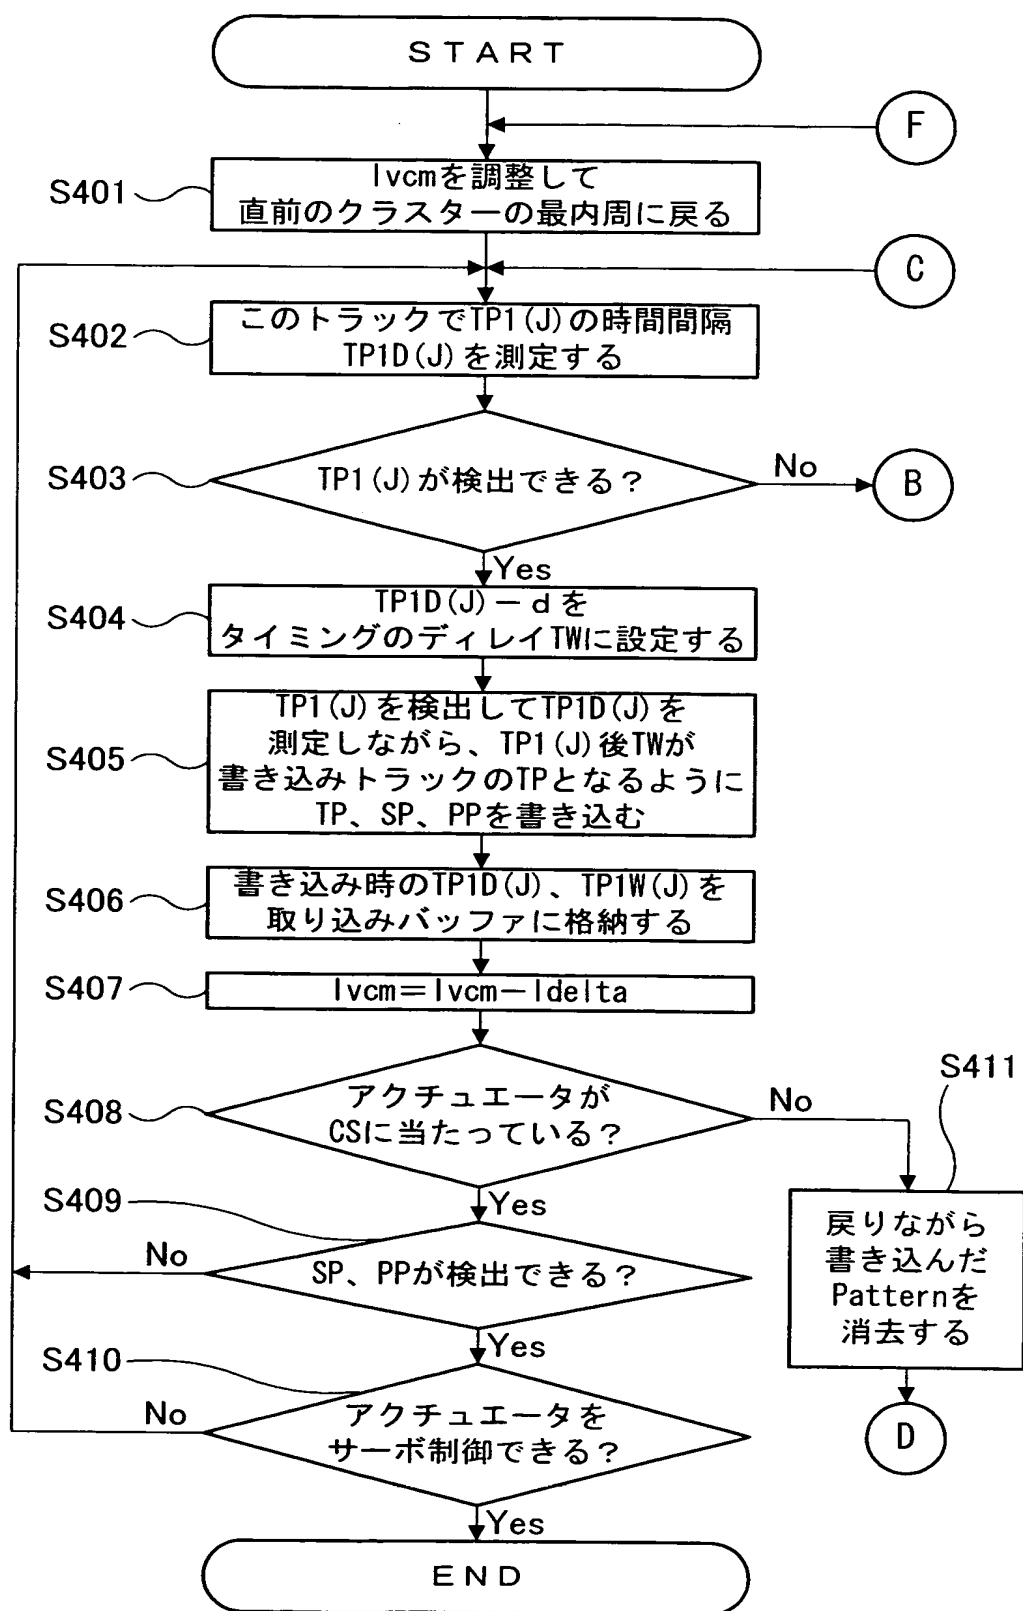 START
F
S401
Ivcmを調整して
直前のクラスターの最内周に戻る
C
S402
このトラックでTP1(J)の時間間隔
TP1D(J)を測定する
S403
TP1(J)が検出できる?
No
B
Yes
S404
TP1D(J)-dを
タイミングのディレイTWに設定する
S405
TP1(J)を検出してTP1D(J)を
測定しながら、TP1(J)後TWが
書き込みトラックのTPとなるように
TP、SP、PPを書き込む
S406
書き込み時のTP1D(J)、TP1W(J)を
取り込みバッファに格納する
S407
Ivcm=Ivcm-Idelta
S408
アクチュエータが
CSに当たっている?
No
S411
Yes
S409
戻りながら
書き込んだ
Patternを
消去する
No
SP、PPが検出できる?
Yes
S410
No
アクチュエータを
サーボ制御できる?
D
Yes
END